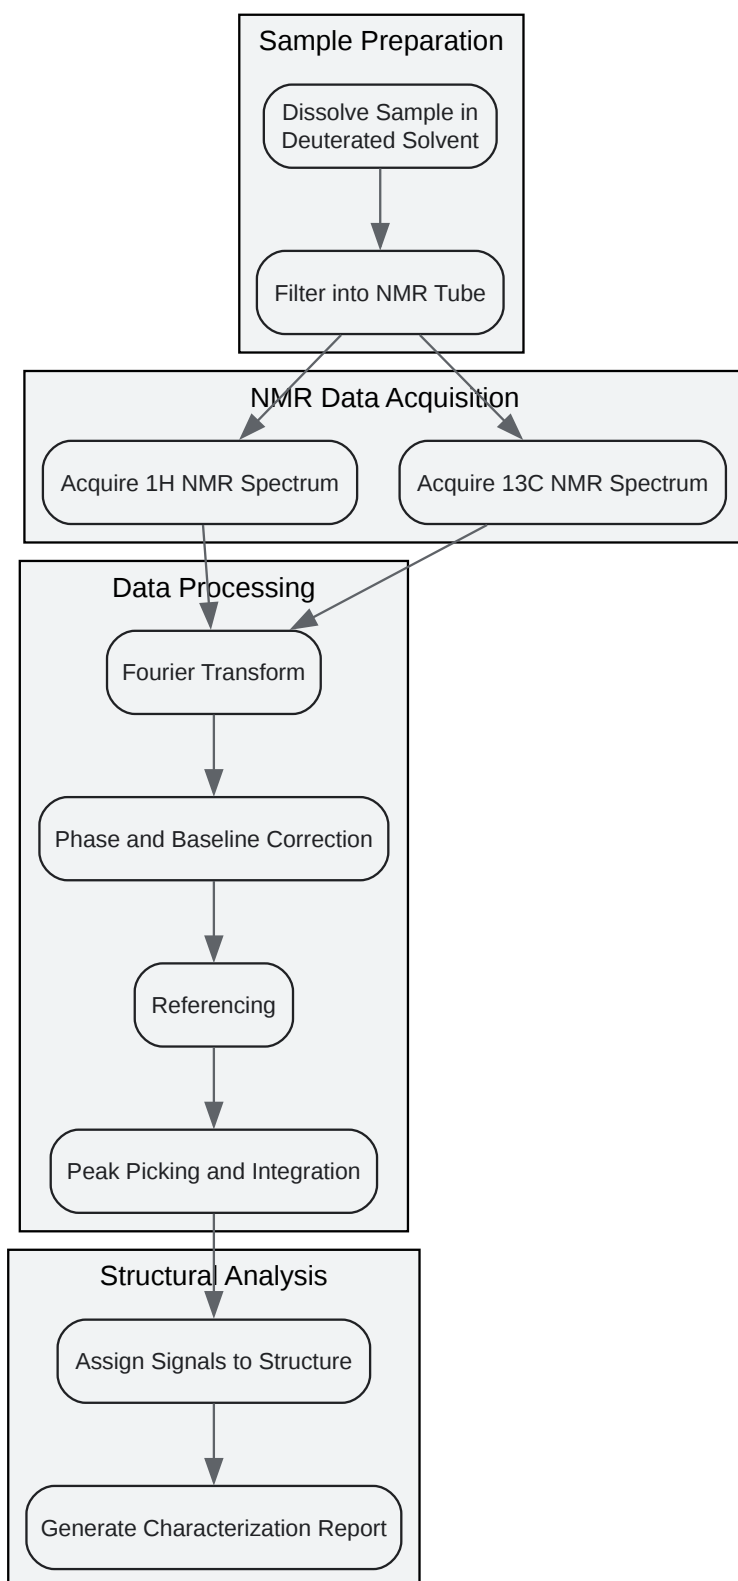 Sample Preparation
Dissolve Sample in
Deuterated Solvent
Filter into NMR Tube
NMR Data Acquisition
Acquire 1H NMR Spectrum
Acquire 13C NMR Spectrum
Data Processing
Fourier Transform
Phase and Baseline Correction
Referencing
Peak Picking and Integration
Structural Analysis
Assign Signals to Structure
Generate Characterization Report